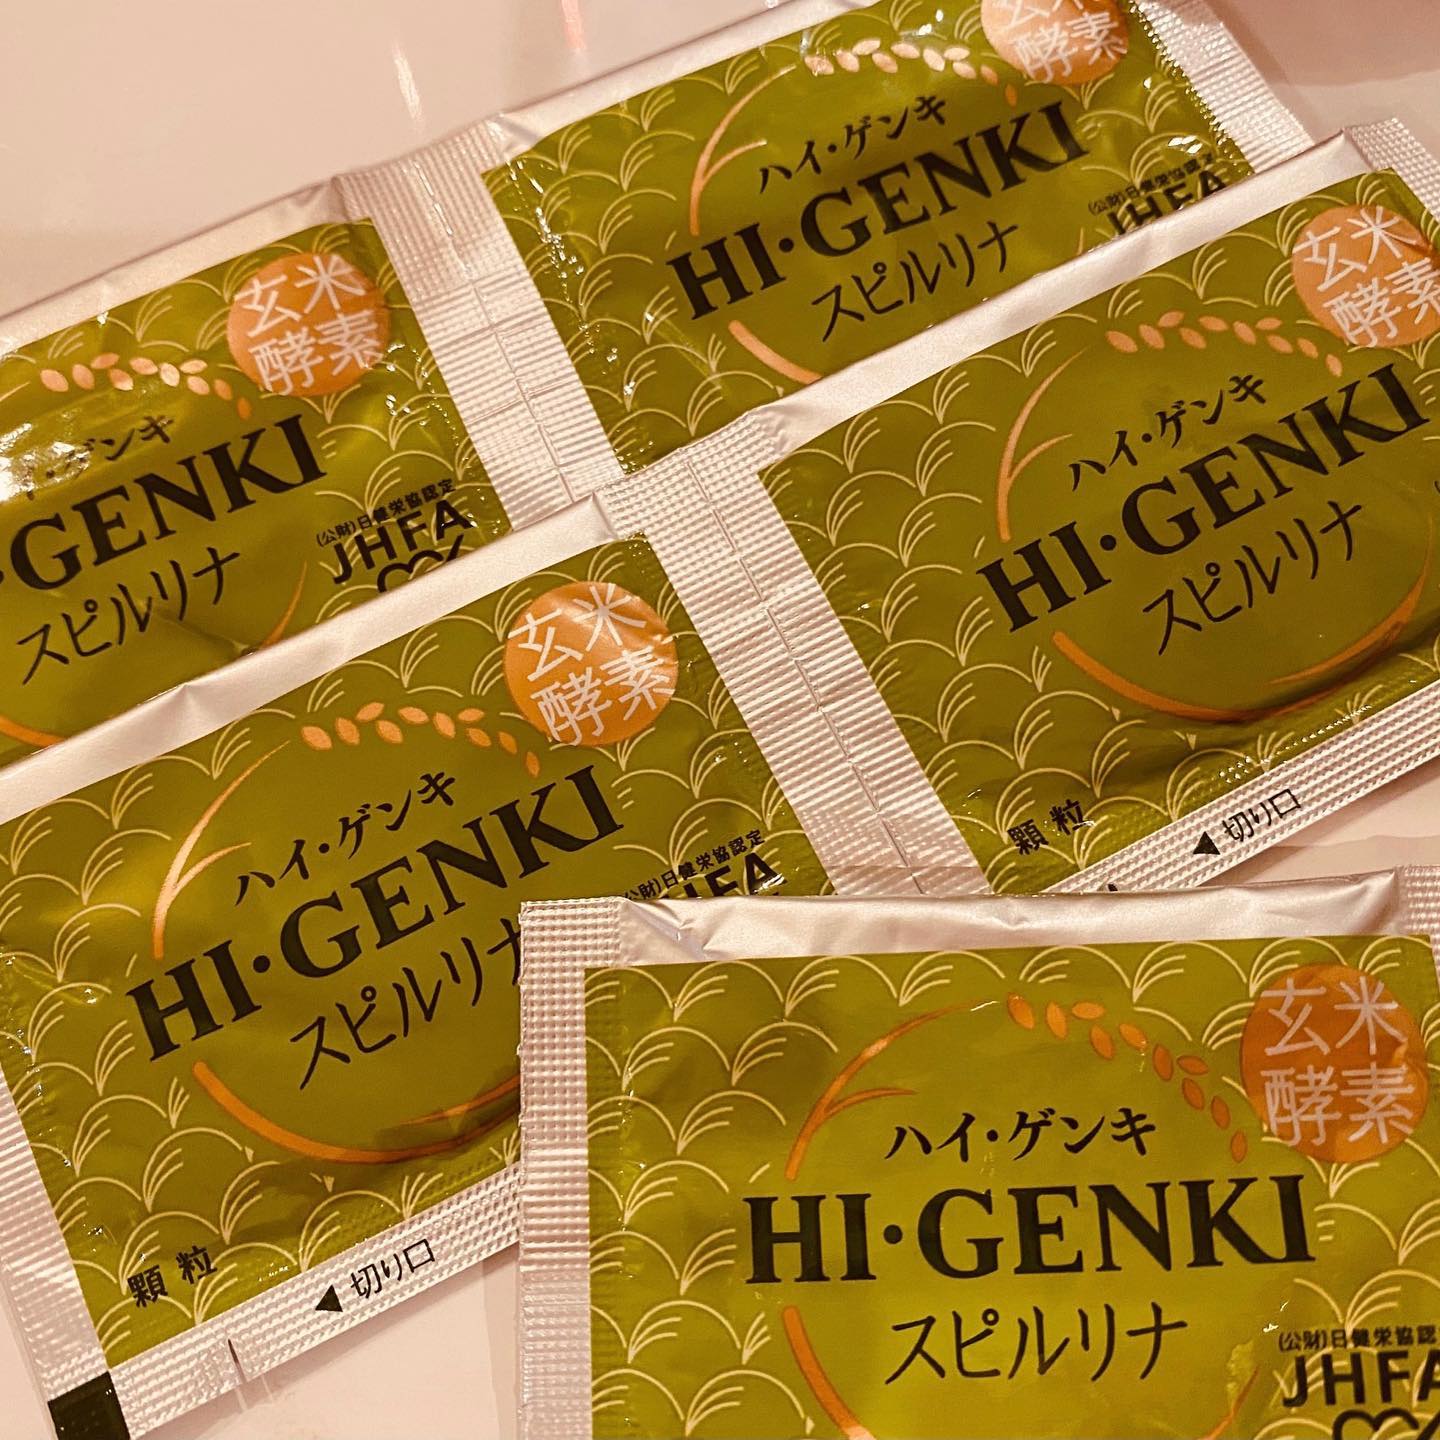 玄米
酵素
ハイ・ゲンキ
HI・GENKI
スピルリナ
(公財)日健栄協認定
JHFA
玄米
酵素
ゲンキ
GENKI
スピルリナ
(公財)日健栄協認定
JHFA
玄米
酵素
ハイ・ゲンキ
HI・GENKI
スピルリナ
顆粒
切り口
玄米
酵素
ハイ・ゲンキ
HI・GENKI
スピルリナ
(公財)日健栄協認定
JHFA
顆粒
切り口
玄米
酵素
ハイ・ゲンキ
HI・GENKI
スピルリナ
(公財)日健栄協認定
JHFA